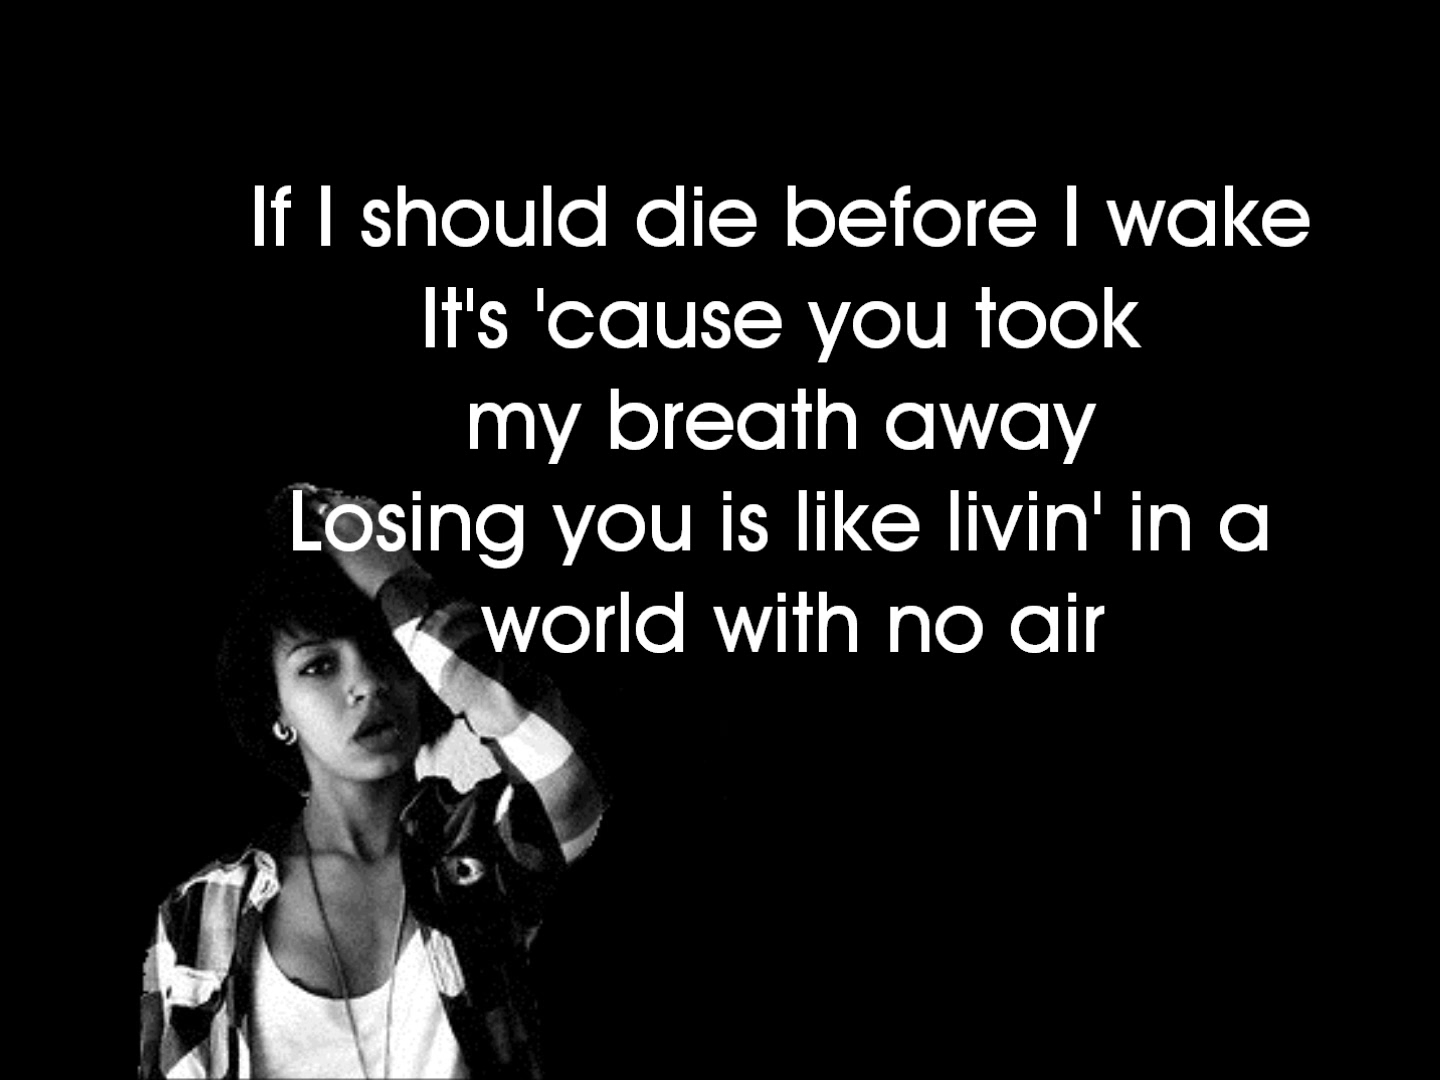 If I should die before I wake
It's 'cause you took
my breath away
Losing you is like livin' in a
world with no air